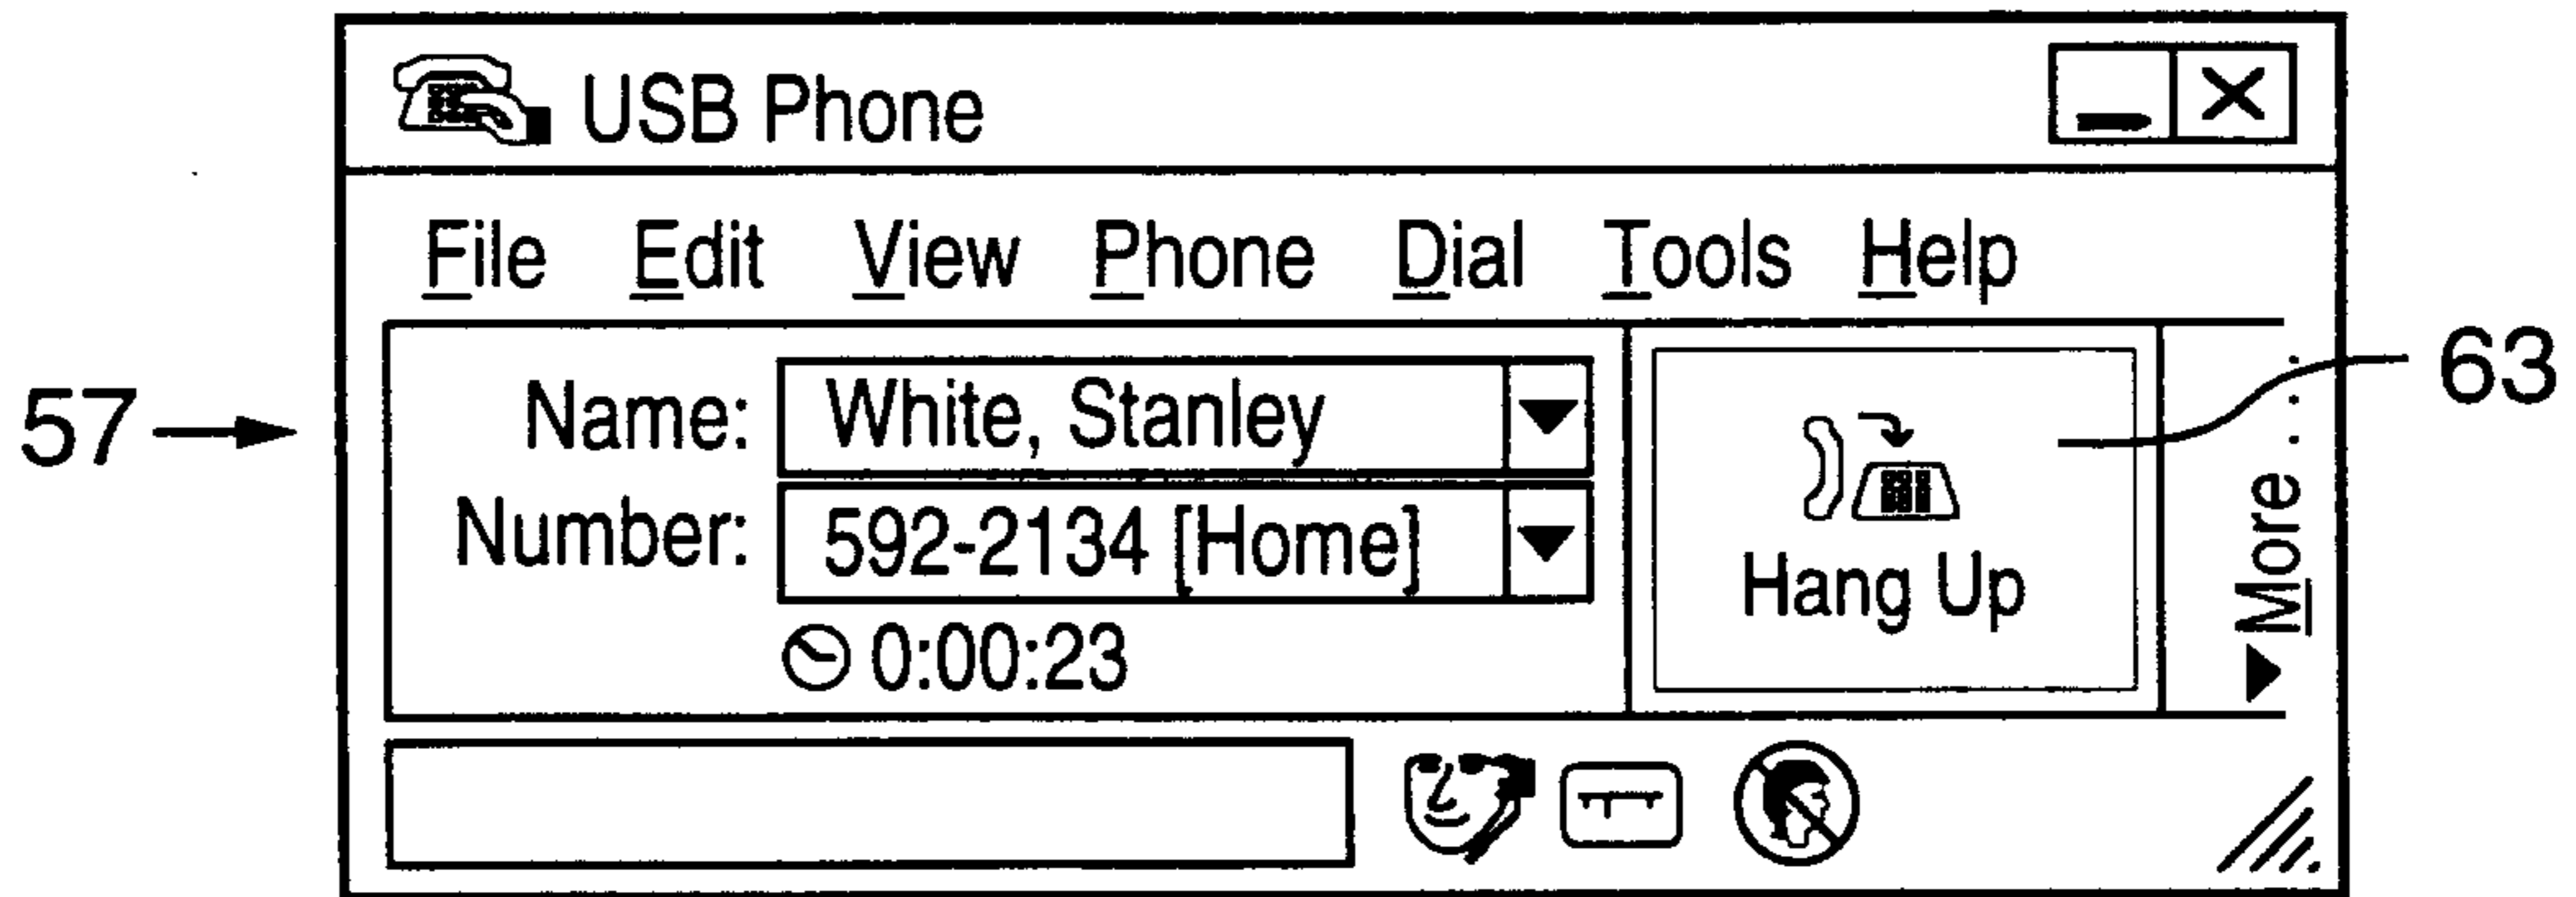 USB Phone
File Edit View Phone Dial Tools Help
57
Name: White, Stanley
Number: 592-2134 [Home]
0:00:23
Hang Up
More ....
63